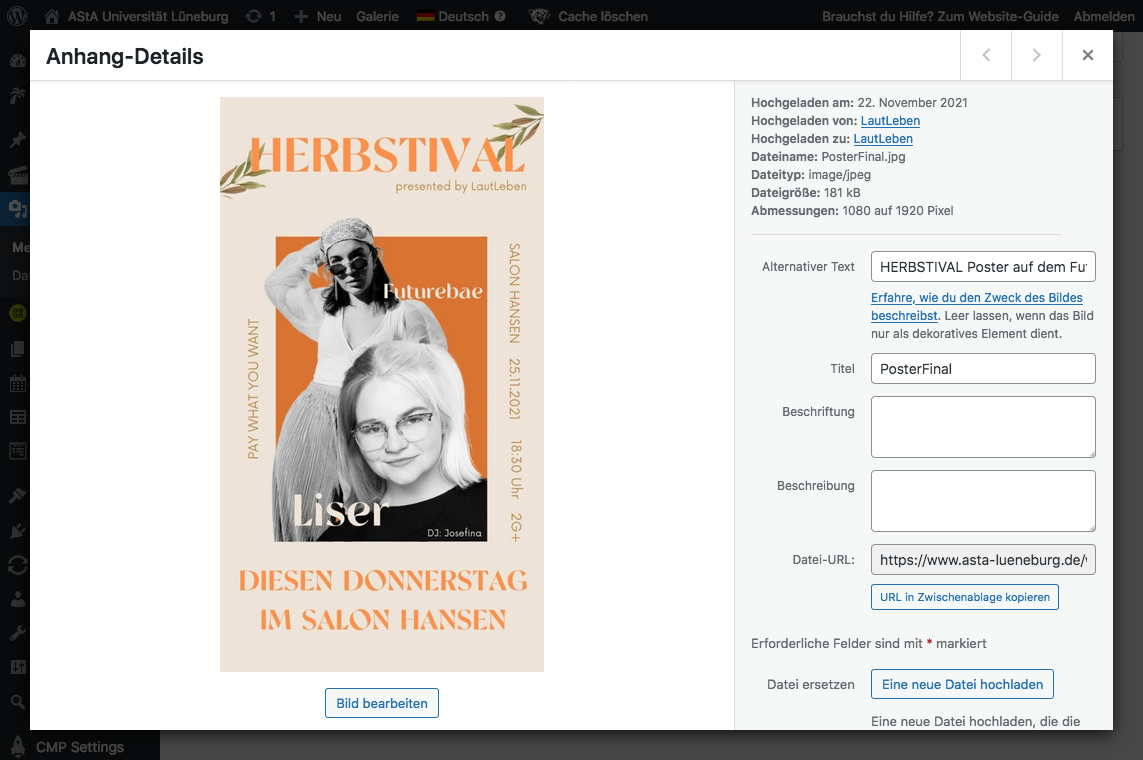 AStA Universität Lüneburg
1
Neu
Galerie
Deutsch
Cache löschen
Brauchst du Hilfe? Zum Website-Guide
Abmelden
Anhang-Details
HERBSTIVAL
presented by LautLeben
Futurebae
SALON HANSEN 25.11.2021 18:30 Uhr 2G+
PAY WHAT YOU WANT
Liser
DJ: Josefina
DIESEN DONNERSTAG
IM SALON HANSEN
Bild bearbeiten
Hochgeladen am: 22. November 2021
Hochgeladen von: LautLeben
Hochgeladen zu: LautLeben
Dateiname: PosterFinal.jpg
Dateityp: image/jpeg
Dateigröße: 181 kB
Abmessungen: 1080 auf 1920 Pixel
Alternativer Text
HERBSTIVAL Poster auf dem Fu
Erfahre, wie du den Zweck des Bildes
beschreibst. Leer lassen, wenn das Bild
nur als dekoratives Element dient.
Titel
PosterFinal
Beschriftung
Beschreibung
Datei-URL:
https://www.asta-lueneburg.de/
URL in Zwischenablage kopieren
Erforderliche Felder sind mit * markiert
Datei ersetzen
Eine neue Datei hochladen
Eine neue Datei hochladen, die die
Me
Da
CMP Settings